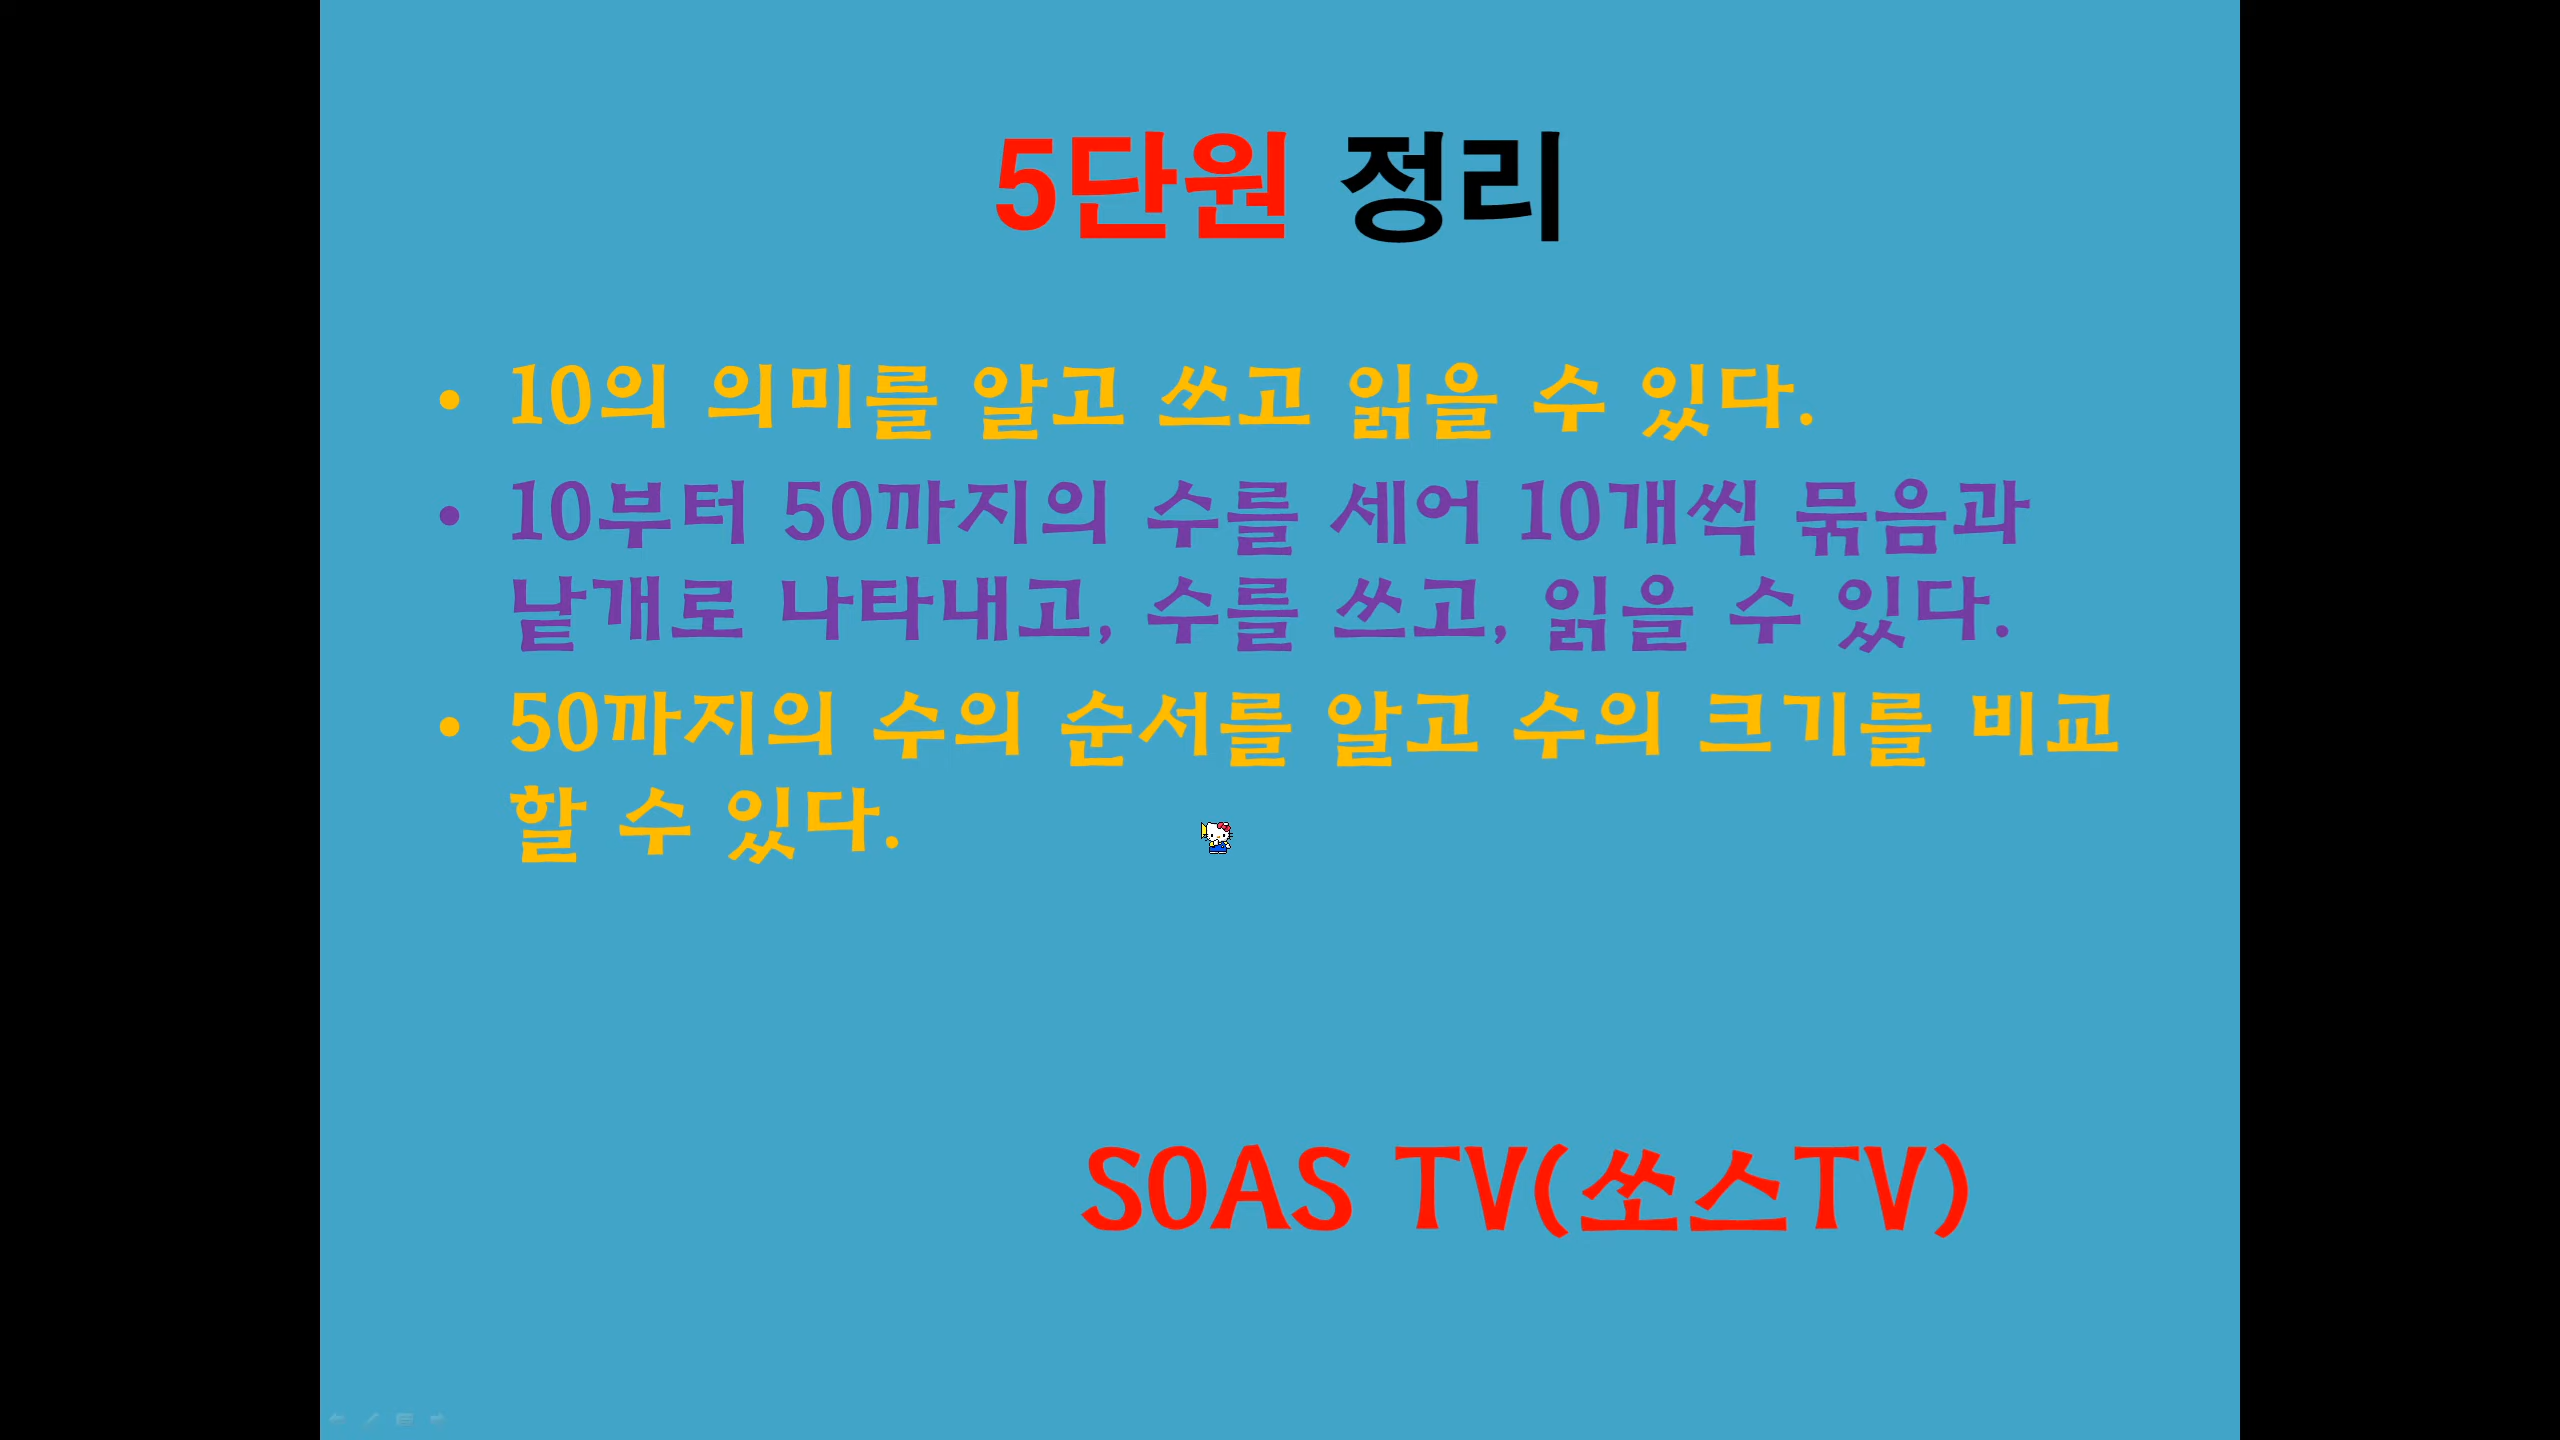 5단원 정리
• 10의 의미를 알고 쓰고 읽을 수 있다.
• 10부터 50까지의 수를 세어 10개씩 묶음과
낱개로 나타내고, 수를 쓰고, 읽을 수 있다.
• 50까지의 수의 순서를 알고 수의 크기를 비교
할 수 있다.
SOAS TV(쏘스TV)